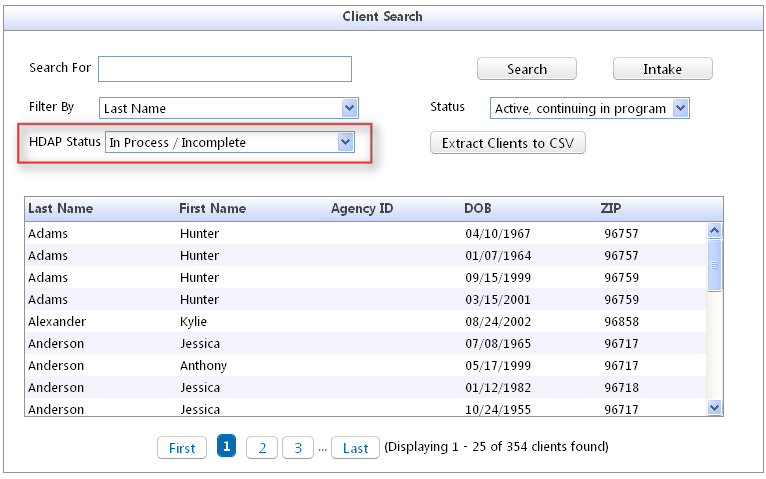 Client Search
Search For Search Intake
Filter By Last Name Status Active, continuing in program
HDAP Status In Process / Incomplete Extract Clients to CSV
Last Name First Name Agency ID DOB ZIP
Adams Hunter 04/10/1967 96757
Adams Hunter 01/07/1964 96757
Adams Hunter 09/15/1999 96759
Adams Hunter 03/15/2001 96759
Alexander Kylie 08/24/2002 96858
Anderson Jessica 07/08/1965 96717
Anderson Anthony 05/17/1999 96717
Anderson Jessica 01/12/1982 96718
Anderson Jessica 10/24/1955 96717
First 1 2 3 ... Last (Displaying 1 - 25 of 354 clients found)